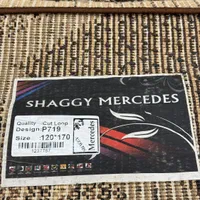 SHAGGY MERCEDES
Quality: Cut Loop
Design: P719
Size: 120*170
Mercedes